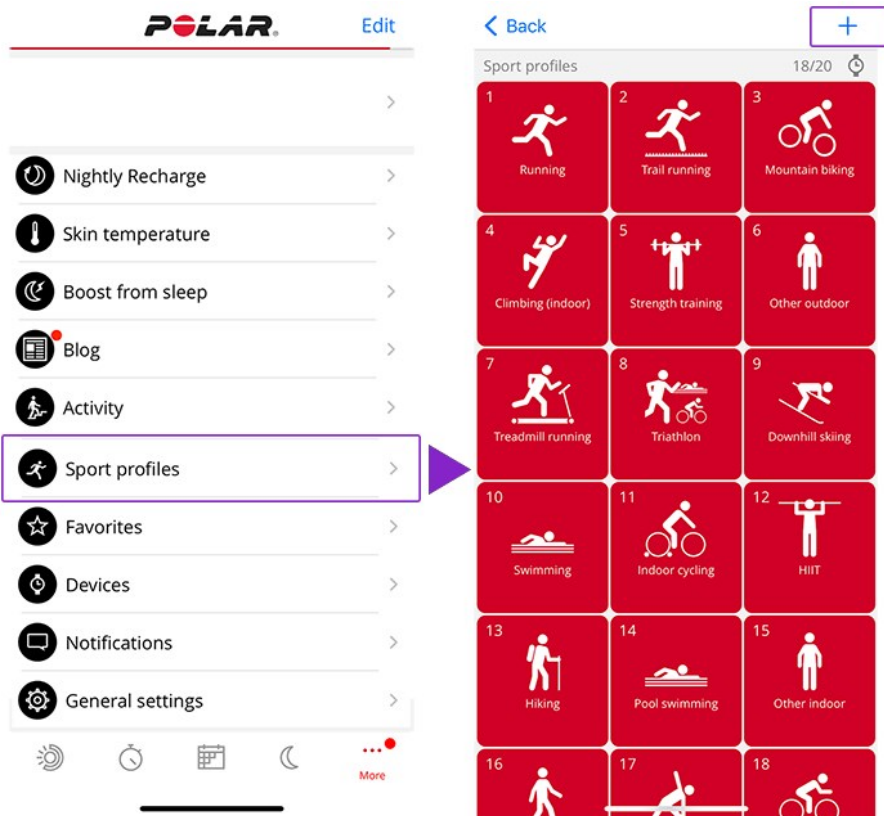 POLAR.
Edit
Nightly Recharge
Skin temperature
Boost from sleep
Blog
Activity
Sport profiles
Favorites
Devices
Notifications
General settings
More
Back
+
Sport profiles
18/20
1
Running
2
Trail running
3
Mountain biking
4
Climbing (indoor)
5
Strength training
6
Other outdoor
7
Treadmill running
8
Triathlon
9
Downhill skiing
10
Swimming
11
Indoor cycling
12
HIIT
13
Hiking
14
Pool swimming
15
Other indoor
16
17
18